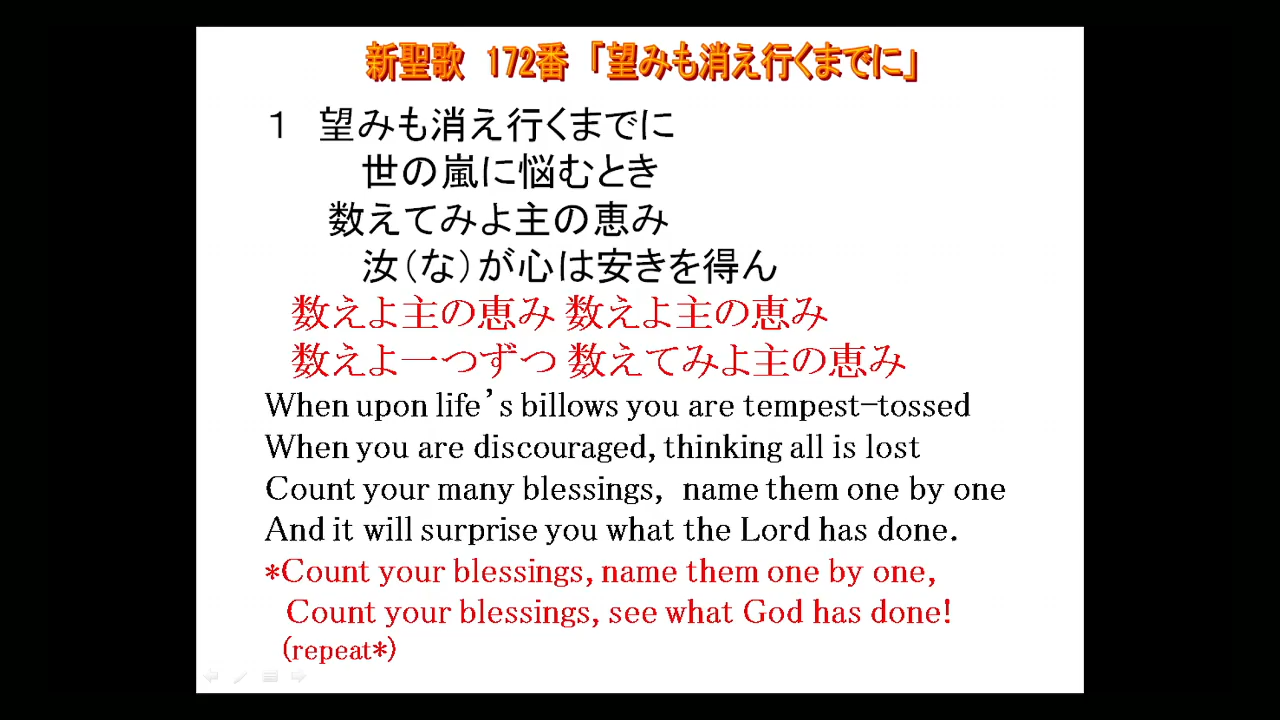 新聖歌　172番　「望みも消え行くまでに」
１　望みも消え行くまでに
世の嵐に悩むとき
数えてみよ主の恵み
汝（な）が心は安きを得ん
数えよ主の恵み 数えよ主の恵み
数えよ一つずつ 数えてみよ主の恵み
When upon life’s billows you are tempest-tossed
When you are discouraged, thinking all is lost
Count your many blessings, name them one by one
And it will surprise you what the Lord has done.
*Count your blessings, name them one by one,
Count your blessings, see what God has done!
(repeat*)